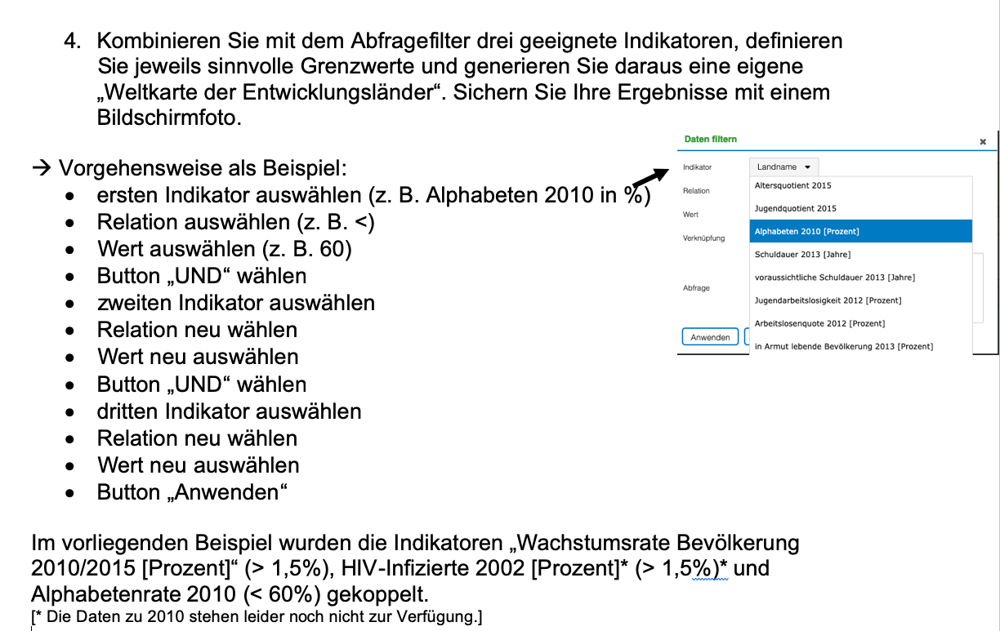 4. Kombinieren Sie mit dem Abfragefilter drei geeignete Indikatoren, definieren
Sie jeweils sinnvolle Grenzwerte und generieren Sie daraus eine eigene
„Weltkarte der Entwicklungsländer“. Sichern Sie Ihre Ergebnisse mit einem
Bildschirmfoto.
→ Vorgehensweise als Beispiel:
• ersten Indikator auswählen (z. B. Alphabeten 2010 in %)
• Relation auswählen (z. B. <)
• Wert auswählen (z. B. 60)
• Button „UND“ wählen
• zweiten Indikator auswählen
• Relation neu wählen
• Wert neu auswählen
• Button „UND“ wählen
• dritten Indikator auswählen
• Relation neu wählen
• Wert neu auswählen
• Button „Anwenden“
Daten filtern ×
Indikator Landname ▼
Relation
Wert
Verknüpfung
Abfrage
Anwenden
Altersquotient 2015
Jugendquotient 2015
Alphabeten 2010 [Prozent]
Schuldauer 2013 [Jahre]
voraussichtliche Schuldauer 2013 [Jahre]
Jugendarbeitslosigkeit 2012 [Prozent]
Arbeitslosenquote 2012 [Prozent]
in Armut lebende Bevölkerung 2013 [Prozent]
Im vorliegenden Beispiel wurden die Indikatoren „Wachstumsrate Bevölkerung
2010/2015 [Prozent]“ (> 1,5%), HIV-Infizierte 2002 [Prozent]* (> 1,5%)* und
Alphabetenrate 2010 (< 60%) gekoppelt.
[* Die Daten zu 2010 stehen leider noch nicht zur Verfügung.]